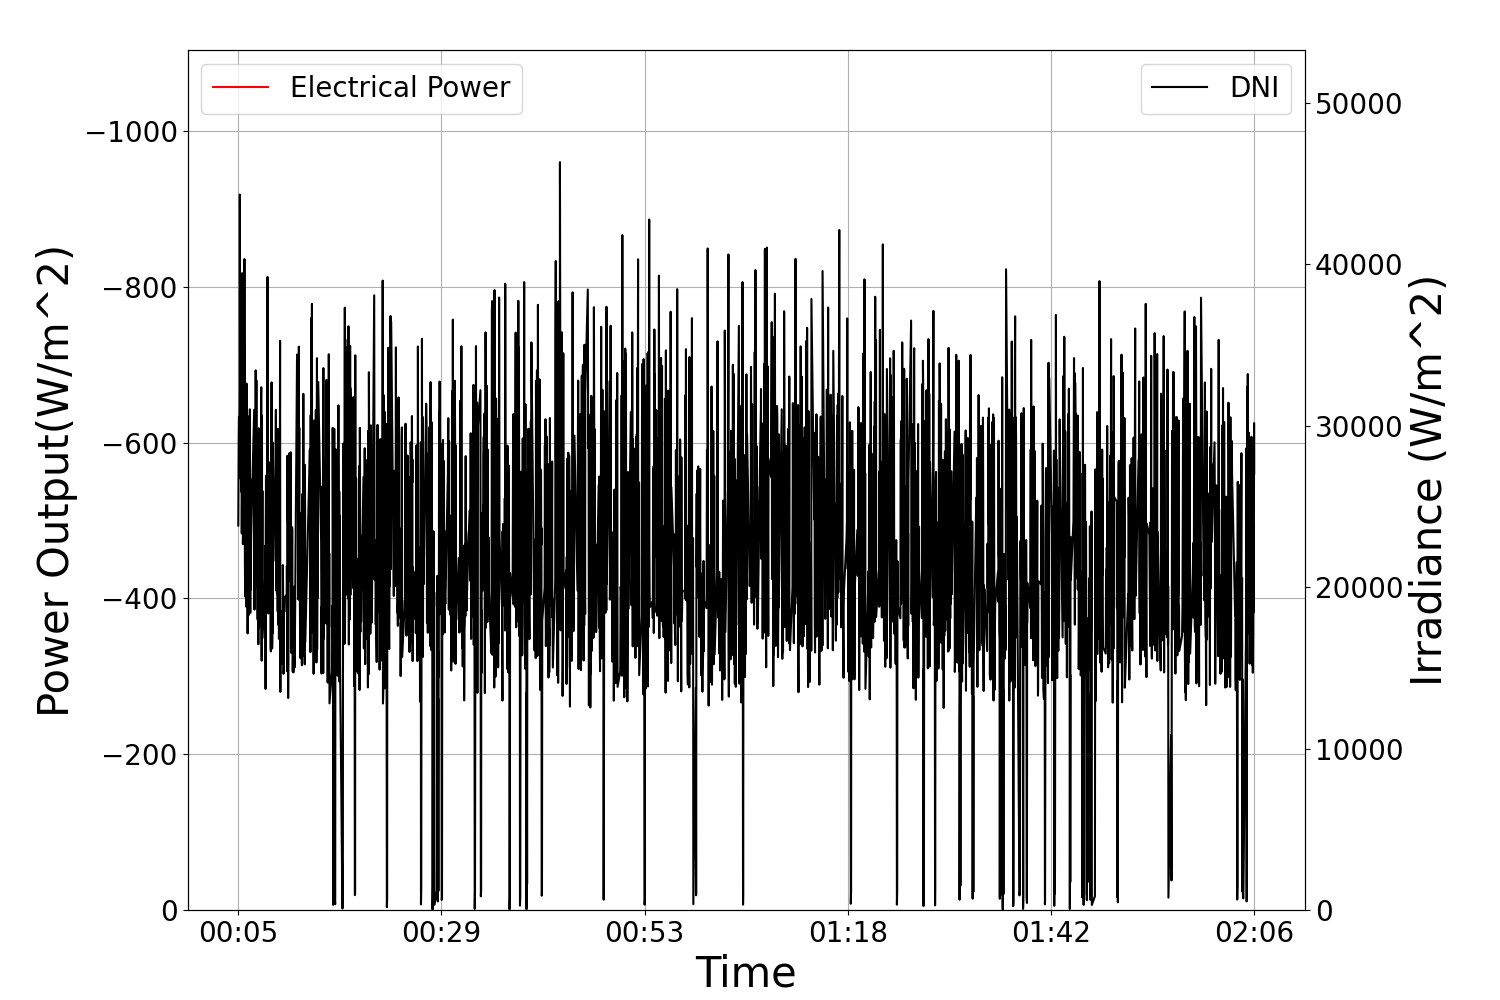 Electrical Power
DNI
Power Output(W/m^2)
−1000
−800
−600
−400
−200
0
50000
40000
30000
20000
10000
0
Irradiance (W/m^2)
00:05 00:29 00:53 01:18 01:42 02:06
Time